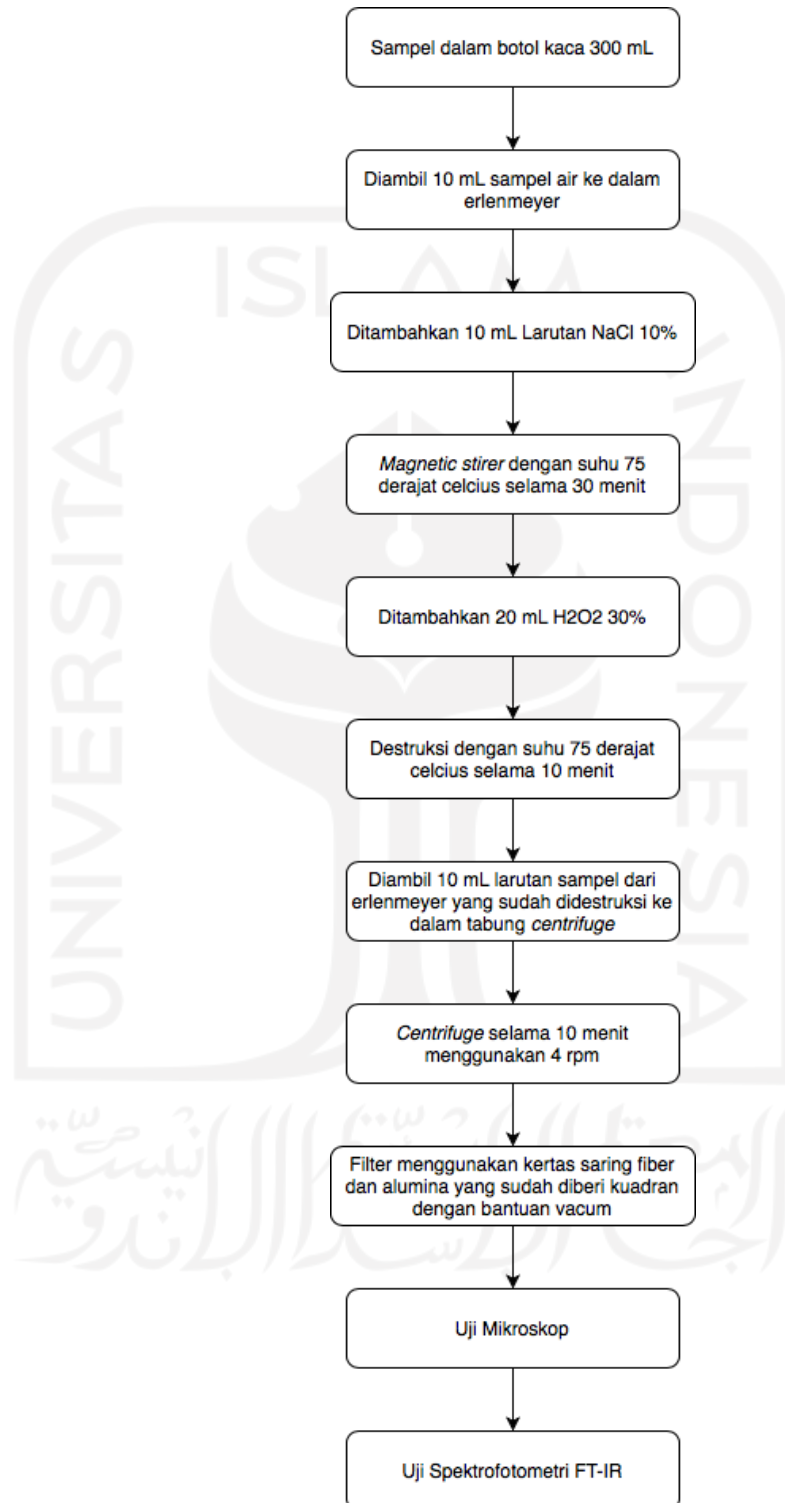 Sampel dalam botol kaca 300 mL
Diambil 10 mL sampel air ke dalam
erlenmeyer
Ditambahkan 10 mL Larutan NaCl 10%
Magnetic stirer dengan suhu 75
derajat celcius selama 30 menit
Ditambahkan 20 mL H2O2 30%
Destruksi dengan suhu 75 derajat
celcius selama 10 menit
Diambil 10 mL larutan sampel dari
erlenmeyer yang sudah didestruksi ke
dalam tabung centrifuge
Centrifuge selama 10 menit
menggunakan 4 rpm
Filter menggunakan kertas saring fiber
dan alumina yang sudah diberi kuadran
dengan bantuan vacum
Uji Mikroskop
Uji Spektrofotometri FT-IR
UNIVERSITAS
ISLAM
INDONESIA